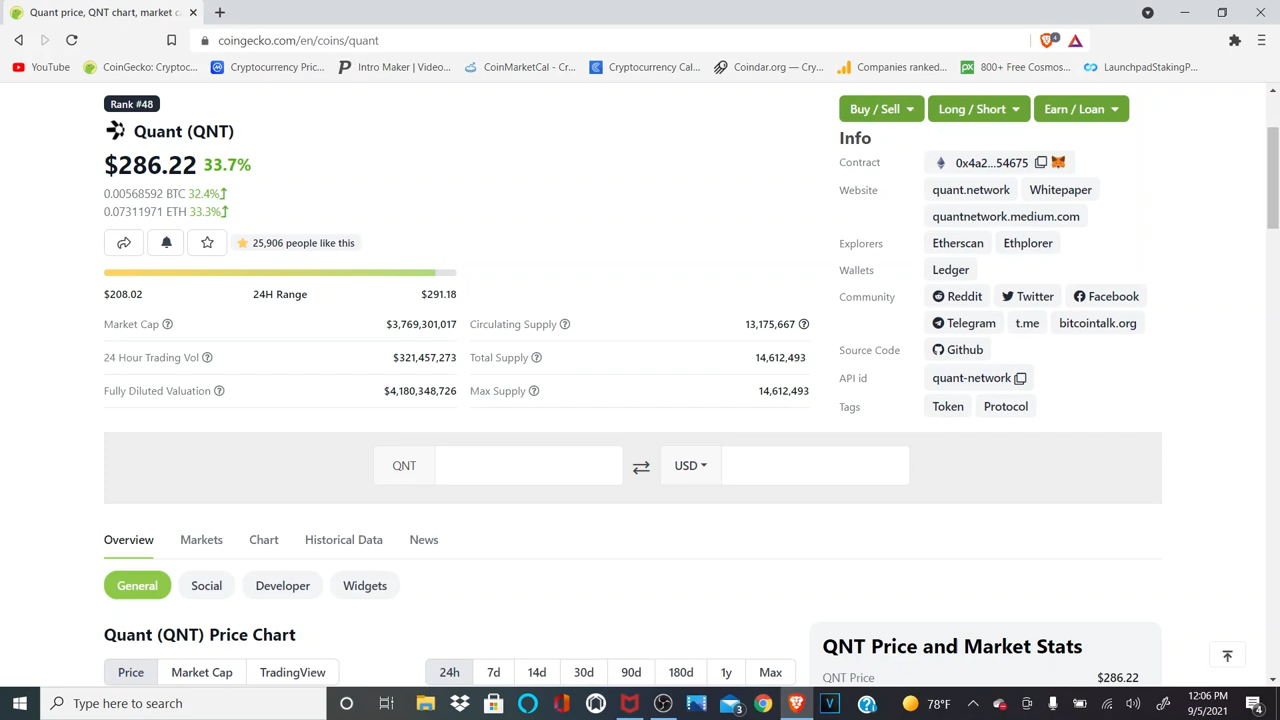 Quant price, QNT chart, market c
coingecko.com/en/coins/quant
4
YouTube
CoinGecko: Cryptoc...
Cryptocurrency Pric...
Intro Maker | Video...
CoinMarketCal - Cr...
Cryptocurrency Cal...
Coindar.org — Cry...
Companies ranked...
800+ Free Cosmos...
LaunchpadStakingP...
Rank #48
Quant (QNT)
$286.22 33.7%
0.00568592 BTC 32.4%
0.07311971 ETH 33.3%
25,906 people like this
$208.02 24H Range $291.18
Market Cap $3,769,301,017
24 Hour Trading Vol $321,457,273
Fully Diluted Valuation $4,180,348,726
Circulating Supply 13,175,667
Total Supply 14,612,493
Max Supply 14,612,493
Buy / Sell Long / Short Earn / Loan
Info
Contract 0x4a2...54675
Website quant.network Whitepaper
quantnetwork.medium.com
Explorers Etherscan Ethplorer
Wallets Ledger
Community Reddit Twitter Facebook
Telegram t.me bitcointalk.org
Source Code Github
API id quant-network
Tags Token Protocol
QNT USD
Overview Markets Chart Historical Data News
General Social Developer Widgets
Quant (QNT) Price Chart
Price Market Cap TradingView
24h 7d 14d 30d 90d 180d 1y Max
QNT Price and Market Stats
QNT Price $286.22
Type here to search
3
78°F
12:06 PM
9/5/2021
4